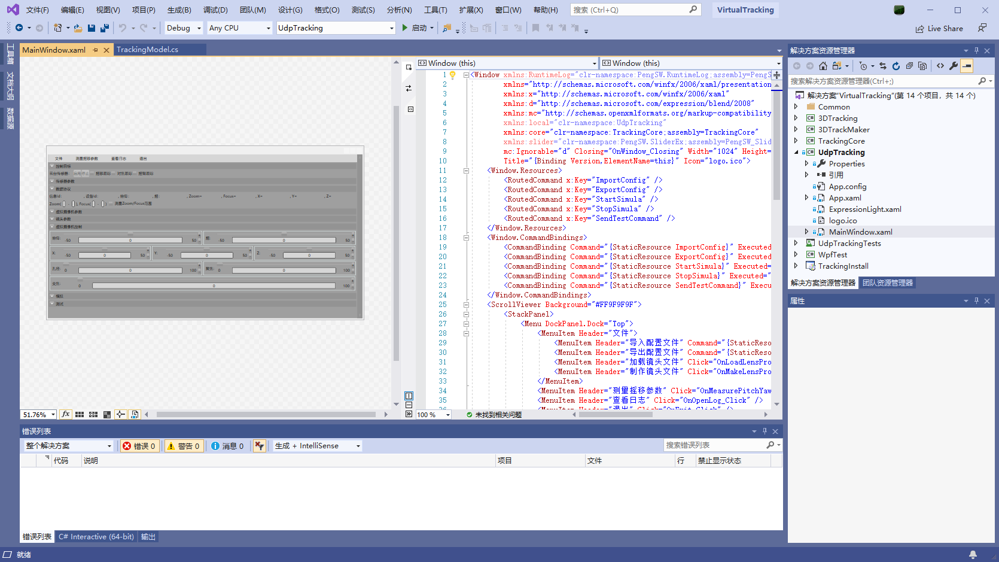 文件(F) 编辑(E) 视图(V) 项目(P) 生成(B) 调试(D) 团队(M) 设计(G) 格式(O) 测试(S) 分析(N) 工具(T) 扩展(X) 窗口(W) 帮助(H) 搜索 (Ctrl+Q) VirtualTracking
Debug Any CPU UdpTracking 启动 Live Share
工具箱
文档大纲
数据源
MainWindow.xaml TrackingModel.cs
文件 测量摇移参数 查看日志 退出
控制目标
云台传感器: 摇移跟踪 对焦跟踪 摇臂跟踪
传感器参数
数据协议
信息Id: , 设备Id: , 俯仰: , 摇: , Zoom= , Focus= , X= , Y= , Z=
Zoom( - ), Focus( - ) 测量Zoom/Focus范围
虚拟摄像机参数
镜头参数
虚拟摄像机控制
俯仰: -50 0 50 摇: -50 0 50
X: -50 0 50 Y: -50 0 50 Z: -50 0 50
孔径: 0 0 100 聚焦: 0 0 100
变焦: 0 0 100
模拟
测试
51.76% fx
Window (this) Window (this)
1 <Window xmlns:RuntimeLog="clr-namespace:PengSW.RuntimeLog;assembly=PengS
2 xmlns="http://schemas.microsoft.com/winfx/2006/xaml/presentation
3 xmlns:x="http://schemas.microsoft.com/winfx/2006/xaml"
4 xmlns:d="http://schemas.microsoft.com/expression/blend/2008"
5 xmlns:mc="http://schemas.openxmlformats.org/markup-compatibility
6 xmlns:local="clr-namespace:UdpTracking"
7 xmlns:core="clr-namespace:TrackingCore;assembly=TrackingCore"
8 xmlns:slider="clr-namespace:PengSW.SliderEx;assembly=PengSW_Slid
9 mc:Ignorable="d" Closing="OnWindow_Closing" Width="1024" Height=
10 Title="{Binding Version,ElementName=this}" Icon="logo.ico">
11 <Window.Resources>
12 <RoutedCommand x:Key="ImportConfig" />
13 <RoutedCommand x:Key="ExportConfig" />
14 <RoutedCommand x:Key="StartSimula" />
15 <RoutedCommand x:Key="StopSimula" />
16 <RoutedCommand x:Key="SendTestCommand" />
17 </Window.Resources>
18 <Window.CommandBindings>
19 <CommandBinding Command="{StaticResource ImportConfig}" Executed
20 <CommandBinding Command="{StaticResource ExportConfig}" Executed
21 <CommandBinding Command="{StaticResource StartSimula}" Executed=
22 <CommandBinding Command="{StaticResource StopSimula}" Executed="
23 <CommandBinding Command="{StaticResource SendTestCommand}" Execu
24 </Window.CommandBindings>
25 <ScrollViewer Background="#FF9F9F9F">
26 <StackPanel>
27 <Menu DockPanel.Dock="Top">
28 <MenuItem Header="文件">
29 <MenuItem Header="导入配置文件" Command="{StaticReso
30 <MenuItem Header="导出配置文件" Command="{StaticReso
31 <MenuItem Header="加载镜头文件" Click="OnLoadLensPro
32 <MenuItem Header="制作镜头文件" Click="OnMakeLensPro
33 </MenuItem>
34 <MenuItem Header="测量摇移参数" Click="OnMeasurePitchYaw
35 <MenuItem Header="查看日志" Click="OnOpenLog_Click" />
36 <MenuItem Header="退出" Click="OnExit_Click" />
100 % 未找到相关问题
解决方案资源管理器
搜索解决方案资源管理器(Ctrl+;)
解决方案"VirtualTracking"(第 14 个项目，共 14 个)
Common
3DTracking
3DTrackMaker
TrackingCore
UdpTracking
Properties
引用
App.config
App.xaml
ExpressionLight.xaml
logo.ico
MainWindow.xaml
UdpTrackingTests
WpfTest
TrackingInstall
解决方案资源管理器 团队资源管理器
属性
错误列表
整个解决方案 错误 0 警告 0 消息 0 生成 + IntelliSense 搜索错误列表
代码 说明 项目 文件 行 禁止显示状态
错误列表 C# Interactive (64-bit) 输出
就绪